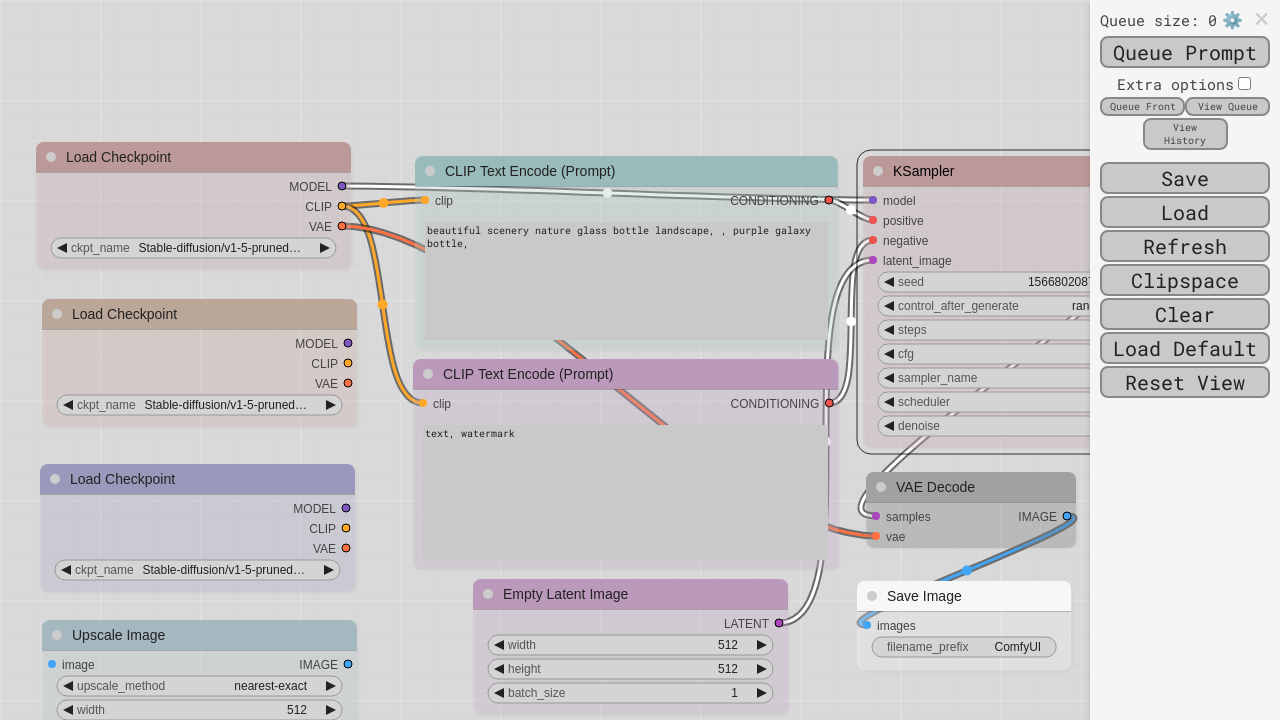 Load Checkpoint
MODEL
CLIP
VAE
ckpt_name Stable-diffusion/v1-5-pruned…
Load Checkpoint
MODEL
CLIP
VAE
ckpt_name Stable-diffusion/v1-5-pruned…
Load Checkpoint
MODEL
CLIP
VAE
ckpt_name Stable-diffusion/v1-5-pruned…
Upscale Image
image IMAGE
upscale_method nearest-exact
width 512
CLIP Text Encode (Prompt)
clip CONDITIONING
beautiful scenery nature glass bottle landscape, , purple galaxy
bottle,
CLIP Text Encode (Prompt)
clip CONDITIONING
text, watermark
Empty Latent Image
LATENT
width 512
height 512
batch_size 1
KSampler
model
positive
negative
latent_image
seed
control_after_generate
steps
cfg
sampler_name
scheduler
denoise
VAE Decode
samples IMAGE
vae
Save Image
images
filename_prefix ComfyUI
Queue size: 0
Queue Prompt
Extra options
Queue Front View Queue
View
History
Save
Load
Refresh
Clipspace
Clear
Load Default
Reset View